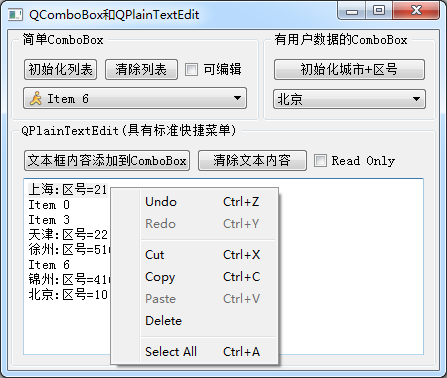 QComboBox和QPlainTextEdit
简单ComboBox
初始化列表 清除列表 可编辑
Item 6
有用户数据的ComboBox
初始化城市+区号
北京
QPlainTextEdit(具有标准快捷菜单)
文本框内容添加到ComboBox 清除文本内容 Read Only
上海:区号=21
Item 0
Item 3
天津:区号=22
徐州:区号=51
Item 6
锦州:区号=41
北京:区号=10
Undo Ctrl+Z
Redo Ctrl+Y
Cut Ctrl+X
Copy Ctrl+C
Paste Ctrl+V
Delete
Select All Ctrl+A